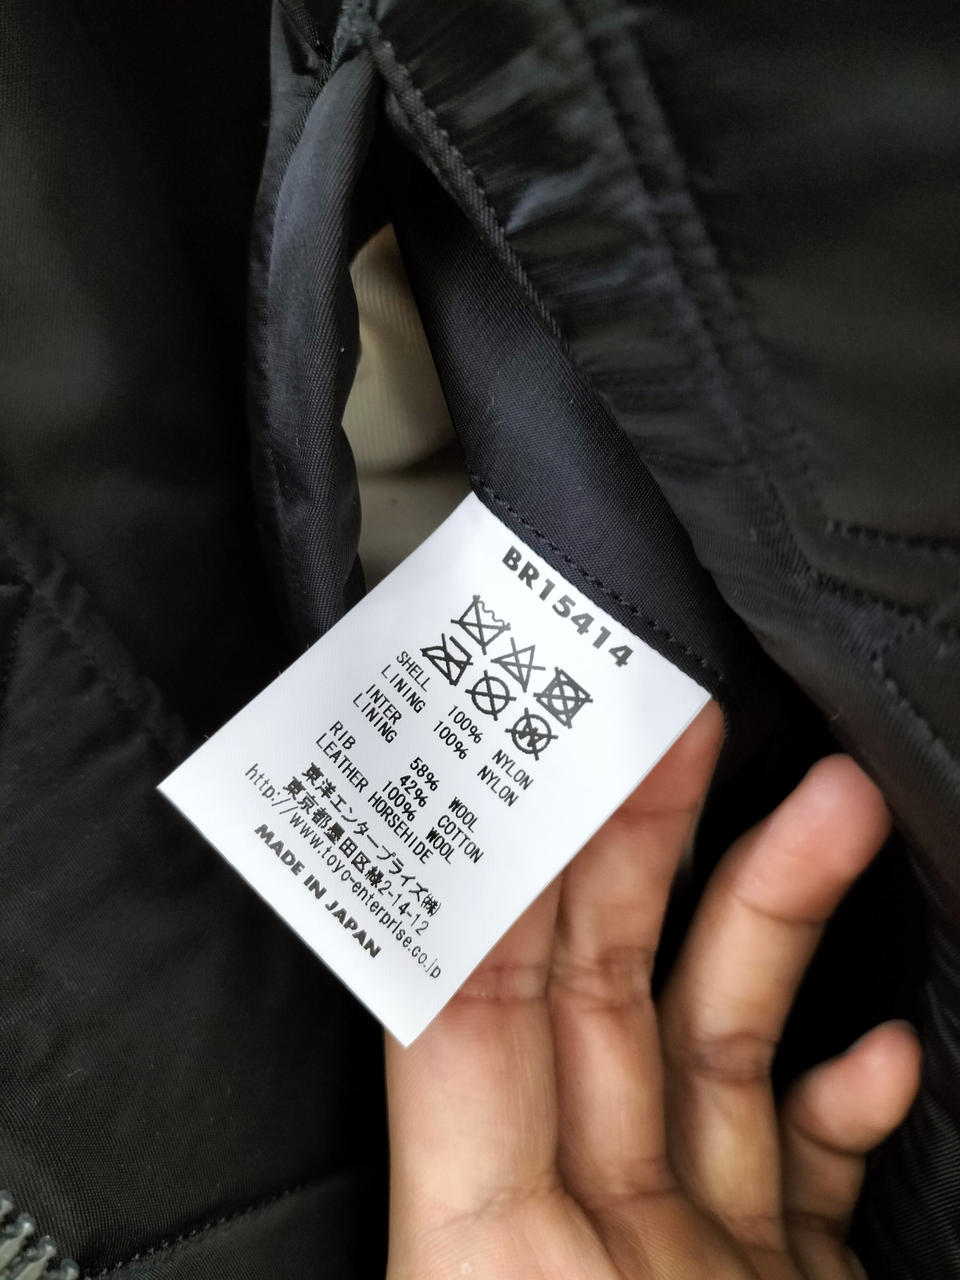 BR15414
SHELL 100% NYLON
LINING 100% NYLON
INTER 58% WOOL
LINING 42% COTTON
RIB 100% WOOL
LEATHER HORSEHIDE
東洋エンタープライズ㈱
東京都墨田区緑2-14-12
http://www.toyo-enterprise.co.jp
MADE IN JAPAN